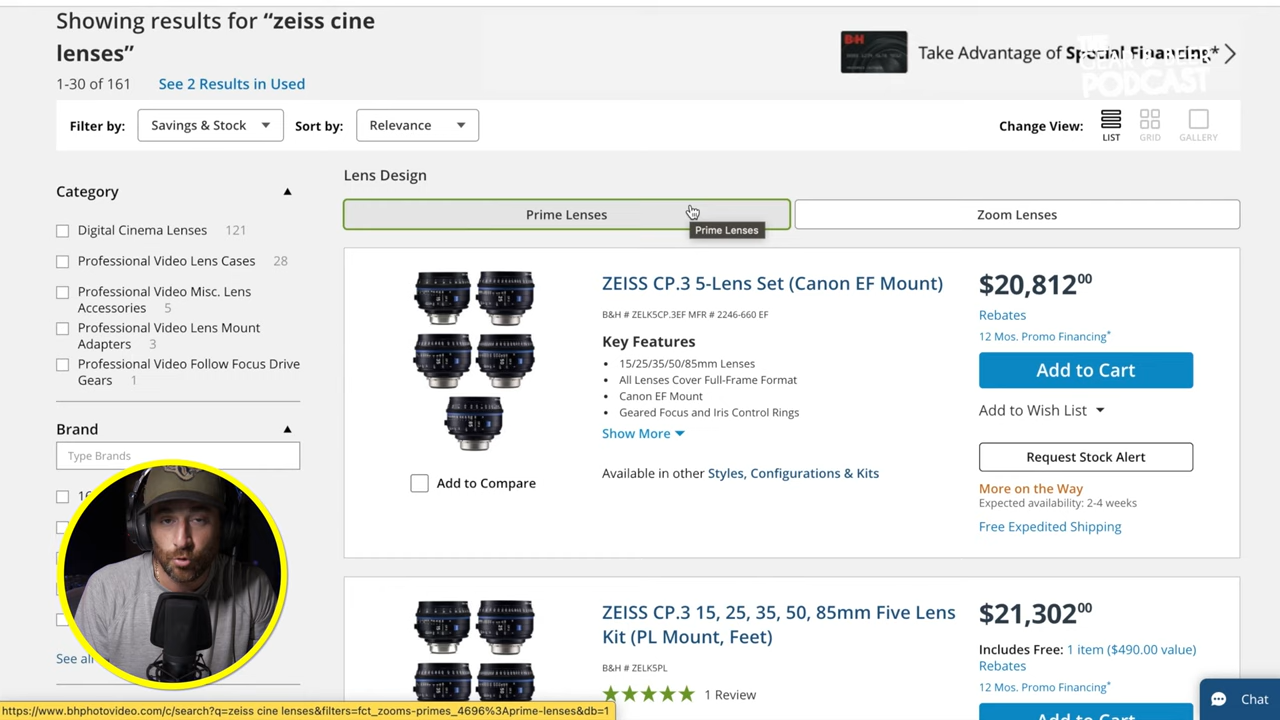 Showing results for “zeiss cine
lenses”
1-30 of 161
See 2 Results in Used
B&H
Take Advantage of Special Financing*
PODCAST
Filter by:
Savings & Stock
Sort by:
Relevance
Change View:
LIST
GRID
GALLERY
Category
Digital Cinema Lenses 121
Professional Video Lens Cases 28
Professional Video Misc. Lens
Accessories 5
Professional Video Lens Mount
Adapters 3
Professional Video Follow Focus Drive
Gears 1
Brand
Type Brands
See all
Lens Design
Prime Lenses
Zoom Lenses
Prime Lenses
ZEISS CP.3 5-Lens Set (Canon EF Mount)
B&H # ZELK5CP.3EF MFR # 2246-660 EF
Key Features
15/25/35/50/85mm Lenses
All Lenses Cover Full-Frame Format
Canon EF Mount
Geared Focus and Iris Control Rings
Show More
Available in other Styles, Configurations & Kits
Add to Compare
$20,812.00
Rebates
12 Mos. Promo Financing*
Add to Cart
Add to Wish List
Request Stock Alert
More on the Way
Expected availability: 2-4 weeks
Free Expedited Shipping
ZEISS CP.3 15, 25, 35, 50, 85mm Five Lens
Kit (PL Mount, Feet)
B&H # ZELK5PL
1 Review
$21,302.00
Includes Free: 1 item ($490.00 value)
Rebates
12 Mos. Promo Financing*
Add to Cart
Chat
https://www.bhphotovideo.com/c/search?q=zeiss cine lenses&filters=fct_zooms-primes_4696%3Aprime-lenses&db=1